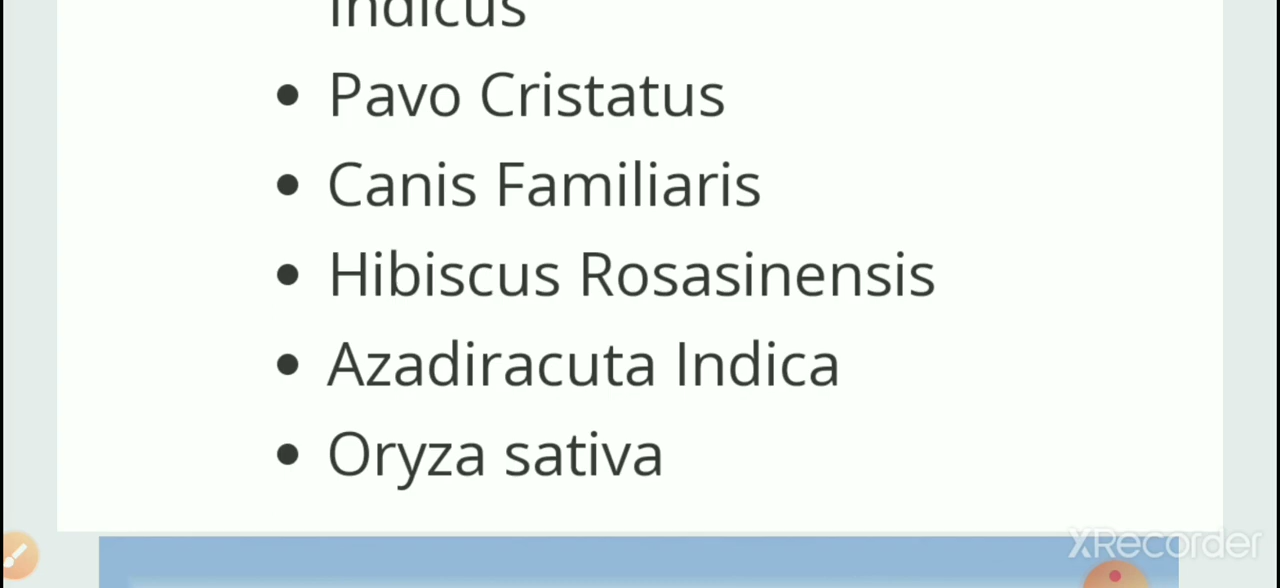 Indicus
• Pavo Cristatus
• Canis Familiaris
• Hibiscus Rosasinensis
• Azadiracuta Indica
• Oryza sativa
XRecorder